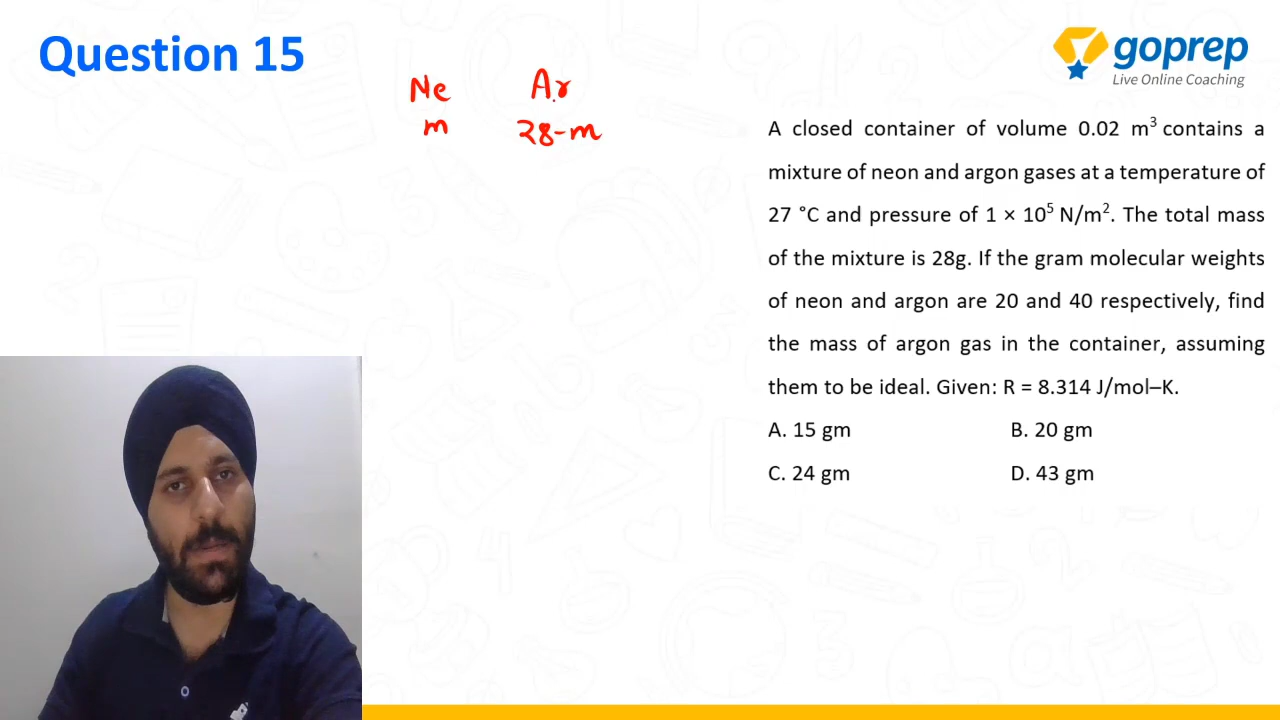 Question 15
goprep
Live Online Coaching
Ne Ar
m 28-m
A closed container of volume 0.02 m³ contains a
mixture of neon and argon gases at a temperature of
27 °C and pressure of 1 × 10⁵ N/m². The total mass
of the mixture is 28g. If the gram molecular weights
of neon and argon are 20 and 40 respectively, find
the mass of argon gas in the container, assuming
them to be ideal. Given: R = 8.314 J/mol–K.
A. 15 gm B. 20 gm
C. 24 gm D. 43 gm